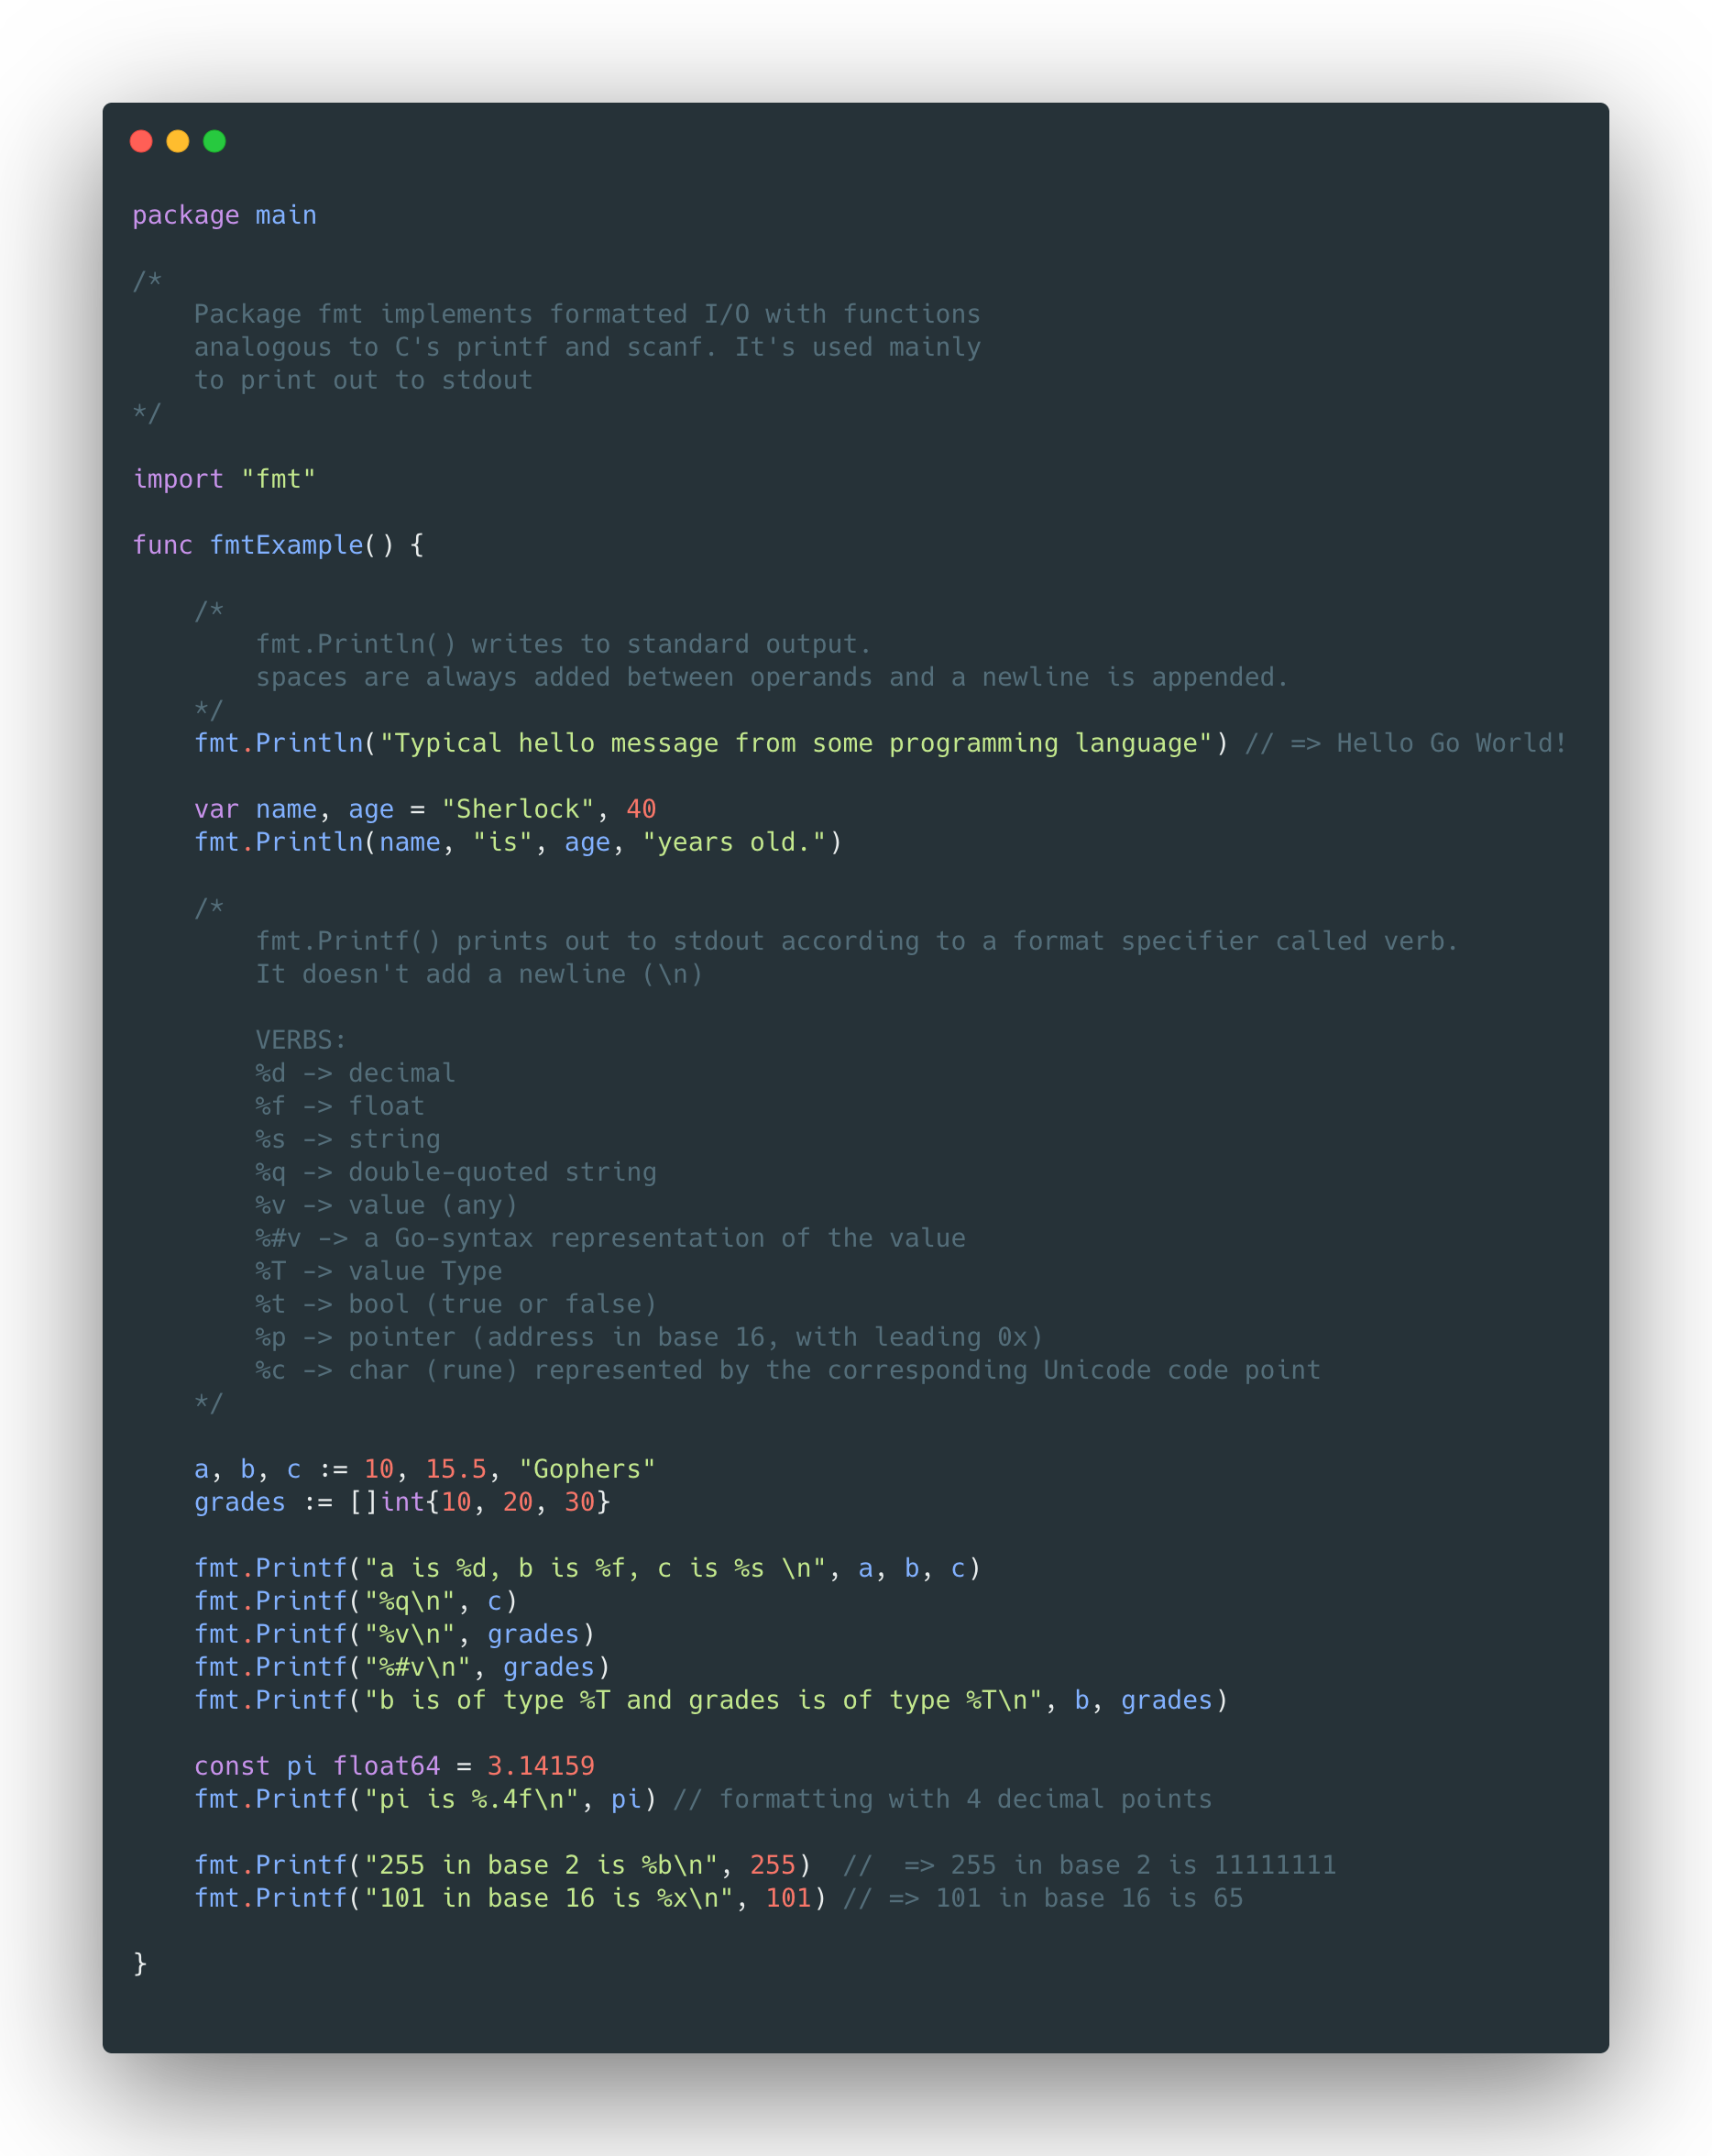 package main

/*
    Package fmt implements formatted I/O with functions
    analogous to C's printf and scanf. It's used mainly
    to print out to stdout
*/

import "fmt"

func fmtExample() {

    /*
        fmt.Println() writes to standard output.
        spaces are always added between operands and a newline is appended.
    */
    fmt.Println("Typical hello message from some programming language") // => Hello Go World!

    var name, age = "Sherlock", 40
    fmt.Println(name, "is", age, "years old.")

    /*
        fmt.Printf() prints out to stdout according to a format specifier called verb.
        It doesn't add a newline (\n)

        VERBS:
        %d -> decimal
        %f -> float
        %s -> string
        %q -> double-quoted string
        %v -> value (any)
        %#v -> a Go-syntax representation of the value
        %T -> value Type
        %t -> bool (true or false)
        %p -> pointer (address in base 16, with leading 0x)
        %c -> char (rune) represented by the corresponding Unicode code point
    */

    a, b, c := 10, 15.5, "Gophers"
    grades := []int{10, 20, 30}

    fmt.Printf("a is %d, b is %f, c is %s \n", a, b, c)
    fmt.Printf("%q\n", c)
    fmt.Printf("%v\n", grades)
    fmt.Printf("%#v\n", grades)
    fmt.Printf("b is of type %T and grades is of type %T\n", b, grades)

    const pi float64 = 3.14159
    fmt.Printf("pi is %.4f\n", pi) // formatting with 4 decimal points

    fmt.Printf("255 in base 2 is %b\n", 255)  //  => 255 in base 2 is 11111111
    fmt.Printf("101 in base 16 is %x\n", 101) // => 101 in base 16 is 65

}